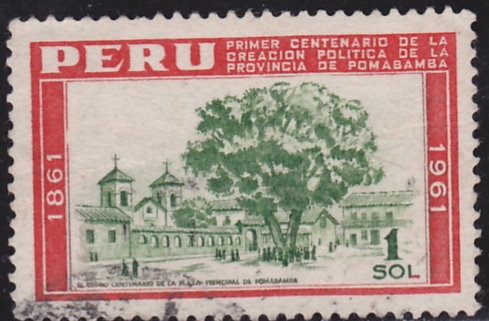 PERU
PRIMER CENTENARIO DE LA
CREACION POLITICA DE LA
PROVINCIA DE POMABAMBA
1861
1961
1
SOL
CENTENARIO DE LA PLAZA PRINCIPAL DE POMABAMBA